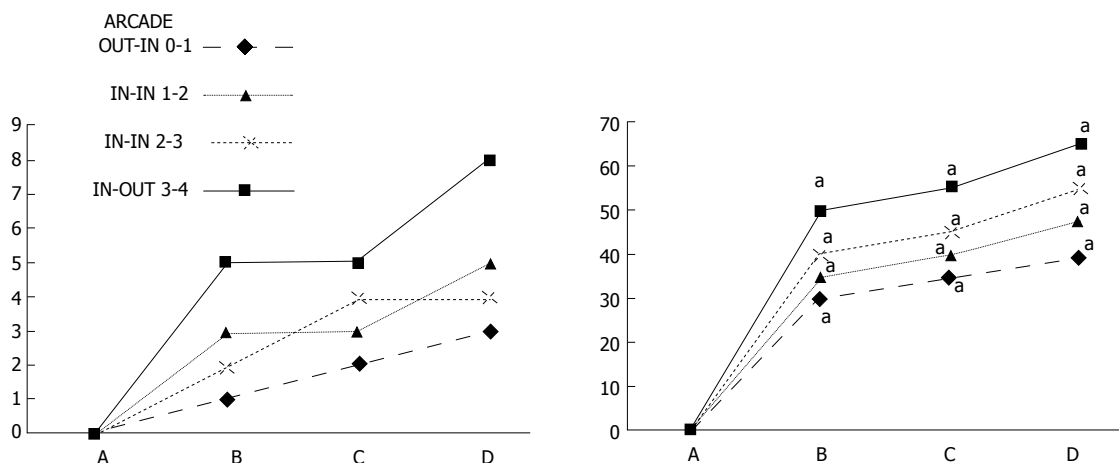 ARCADE
OUT-IN 0-1
IN-IN 1-2
IN-IN 2-3
IN-OUT 3-4
9
8
7
6
5
4
3
2
1
0
A B C D
70
60
50
40
30
20
10
0
a a a
a a a
a a a
a a a
A B C D